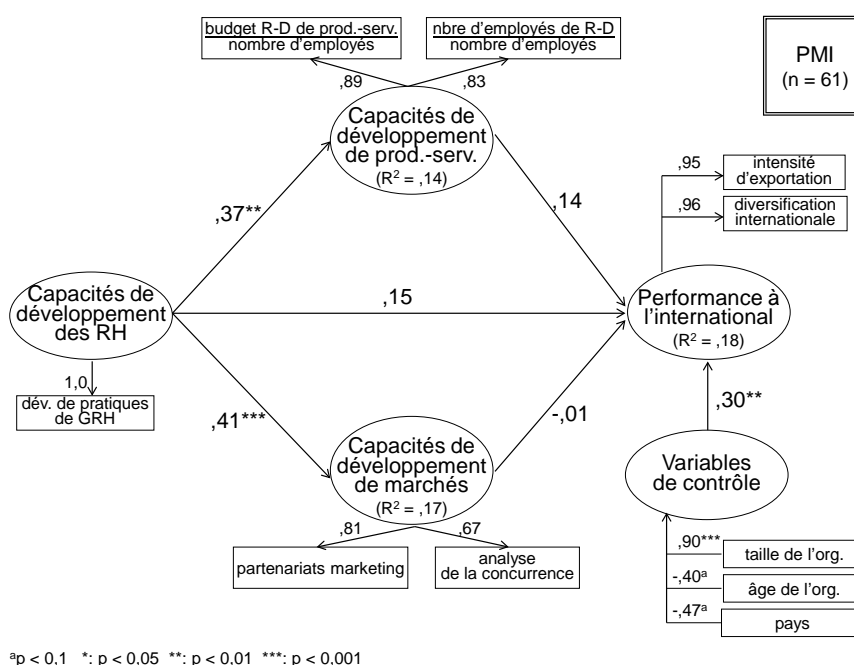 budget R-D de prod.-serv.
nombre d'employés
nbre d'employés de R-D
nombre d'employés
PMI
(n = 61)
,89
,83
Capacités de
développement
de prod.-serv.
(R² = ,14)
,95
intensité
d'exportation
,96
diversification
internationale
,37**
,14
Capacités de
développement
des RH
,15
Performance à
l'international
(R² = ,18)
1,0
dév. de pratiques
de GRH
,41***
-,01
,30**
Capacités de
développement
de marchés
(R² = ,17)
Variables
de contrôle
,81
,67
partenariats marketing
analyse
de la concurrence
,90***
taille de l'org.
-,40ᵃ
âge de l'org.
-,47ᵃ
pays
ᵃp < 0,1 *: p < 0,05 **: p < 0,01 ***: p < 0,001